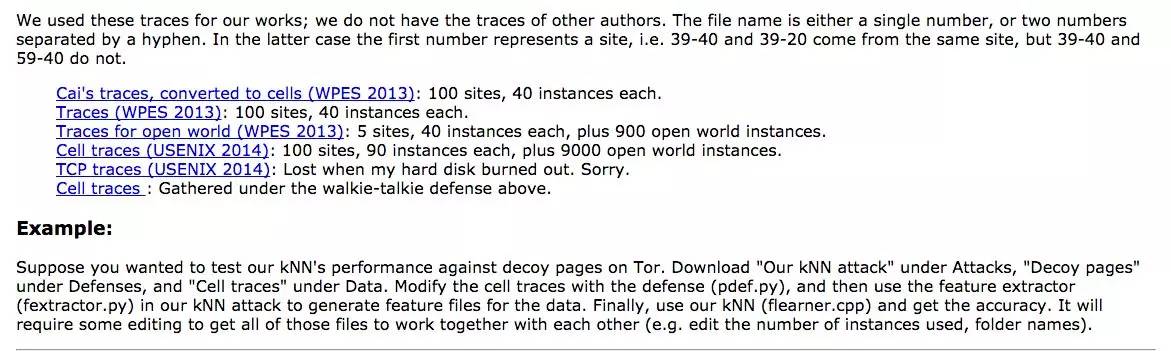 We used these traces for our works; we do not have the traces of other authors. The file name is either a single number, or two numbers
separated by a hyphen. In the latter case the first number represents a site, i.e. 39-40 and 39-20 come from the same site, but 39-40 and
59-40 do not.
Cai's traces, converted to cells (WPES 2013): 100 sites, 40 instances each.
Traces (WPES 2013): 100 sites, 40 instances each.
Traces for open world (WPES 2013): 5 sites, 40 instances each, plus 900 open world instances.
Cell traces (USENIX 2014): 100 sites, 90 instances each, plus 9000 open world instances.
TCP traces (USENIX 2014): Lost when my hard disk burned out. Sorry.
Cell traces : Gathered under the walkie-talkie defense above.
Example:
Suppose you wanted to test our kNN's performance against decoy pages on Tor. Download "Our kNN attack" under Attacks, "Decoy pages"
under Defenses, and "Cell traces" under Data. Modify the cell traces with the defense (pdef.py), and then use the feature extractor
(fextractor.py) in our kNN attack to generate feature files for the data. Finally, use our kNN (flearner.cpp) and get the accuracy. It will
require some editing to get all of those files to work together with each other (e.g. edit the number of instances used, folder names).